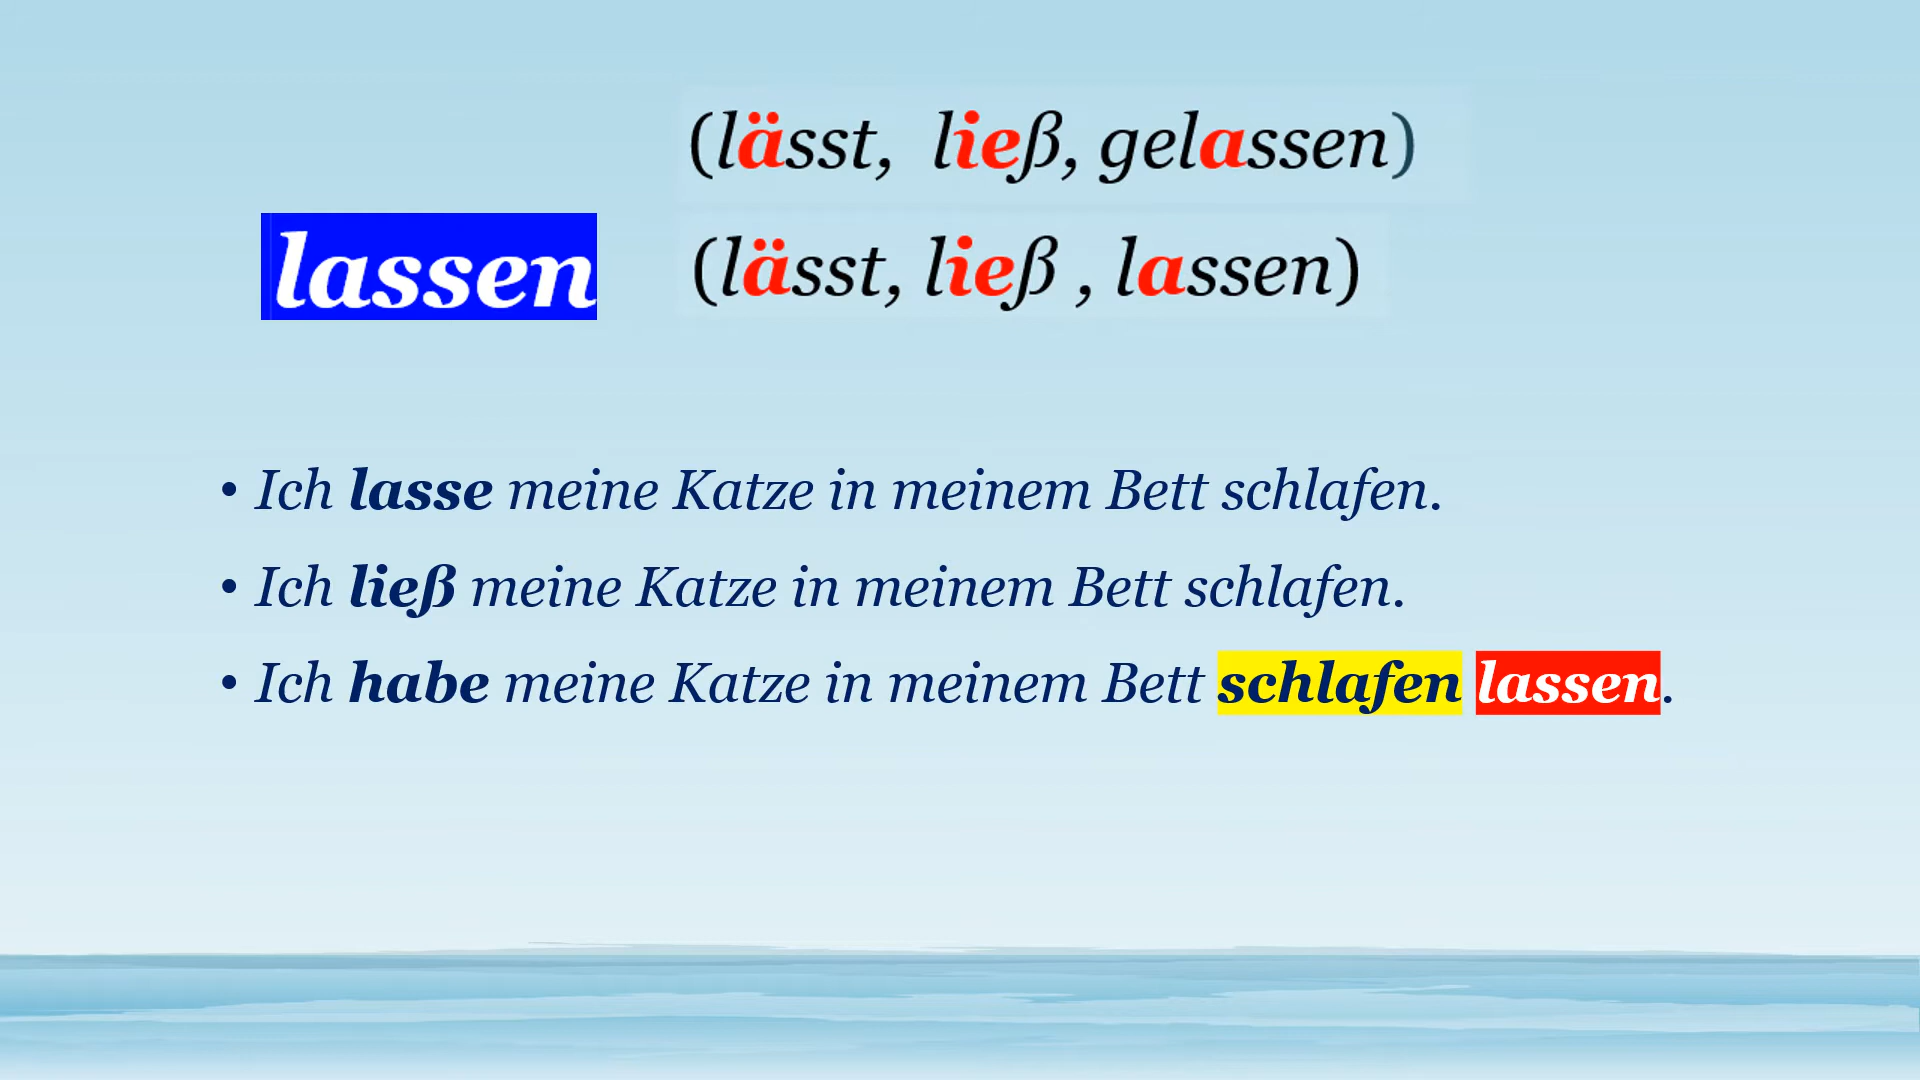 (lässt, ließ, gelassen)
lassen
(lässt, ließ , lassen)
• Ich lasse meine Katze in meinem Bett schlafen.
• Ich ließ meine Katze in meinem Bett schlafen.
• Ich habe meine Katze in meinem Bett schlafen lassen.